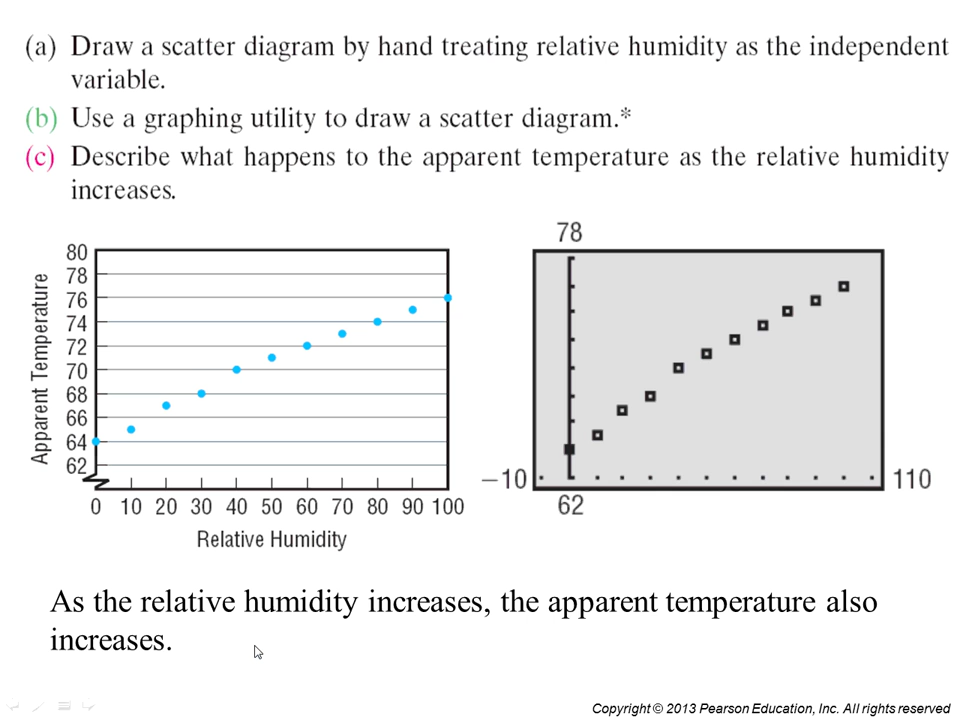 (a) Draw a scatter diagram by hand treating relative humidity as the independent
variable.
(b) Use a graphing utility to draw a scatter diagram.*
(c) Describe what happens to the apparent temperature as the relative humidity
increases.
80
78
76
74
72
70
68
66
64
62
Apparent Temperature
0 10 20 30 40 50 60 70 80 90 100
Relative Humidity
78
−10
110
62
As the relative humidity increases, the apparent temperature also
increases.
Copyright © 2013 Pearson Education, Inc. All rights reserved